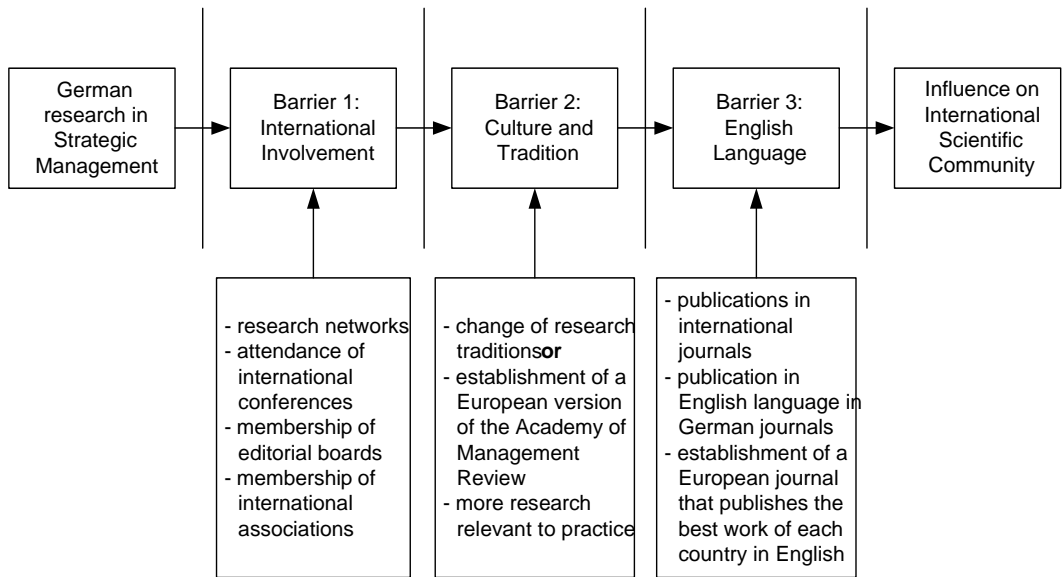 German
research in
Strategic
Management
Barrier 1:
International
Involvement
Barrier 2:
Culture and
Tradition
Barrier 3:
English
Language
Influence on
International
Scientific
Community
- research networks
- attendance of
international
conferences
- membership of
editorial boards
- membership of
international
associations
- change of research
traditionsor
- establishment of a
European version
of the Academy of
Management
Review
- more research
relevant to practice
- publications in
international
journals
- publication in
English language in
German journals
- establishment of a
European journal
that publishes the
best work of each
country in English